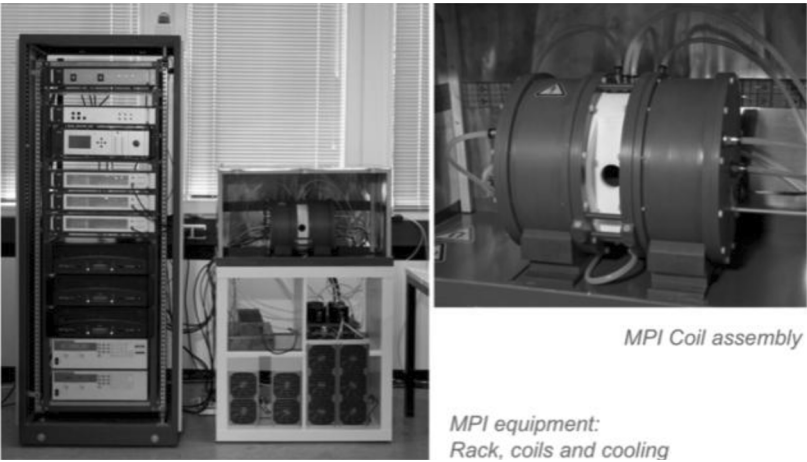 MPI Coil assembly
MPI equipment:
Rack, coils and cooling